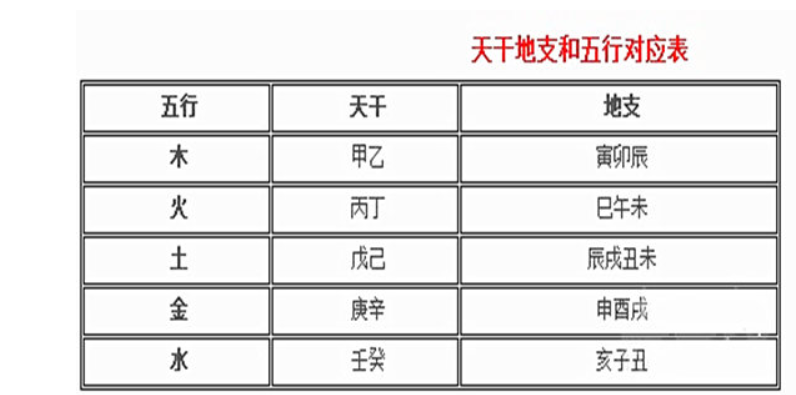 天干地支和五行对应表
五行 天干 地支
木 甲乙 寅卯辰
火 丙丁 巳午未
土 戊己 辰戌丑未
金 庚辛 申酉戌
水 壬癸 亥子丑